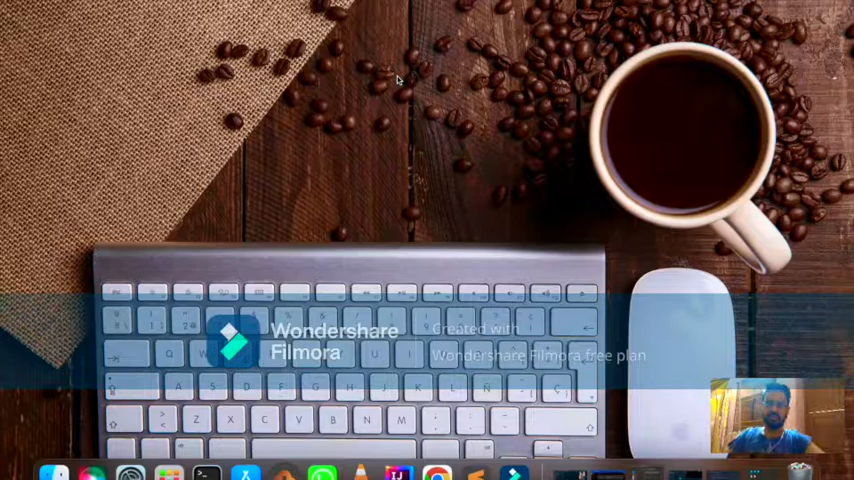 Wondershare
Filmora
Created with
Wondershare Filmora free plan
Q W U I
A S D F G H J K L Ñ Ç
Z X C V B N M